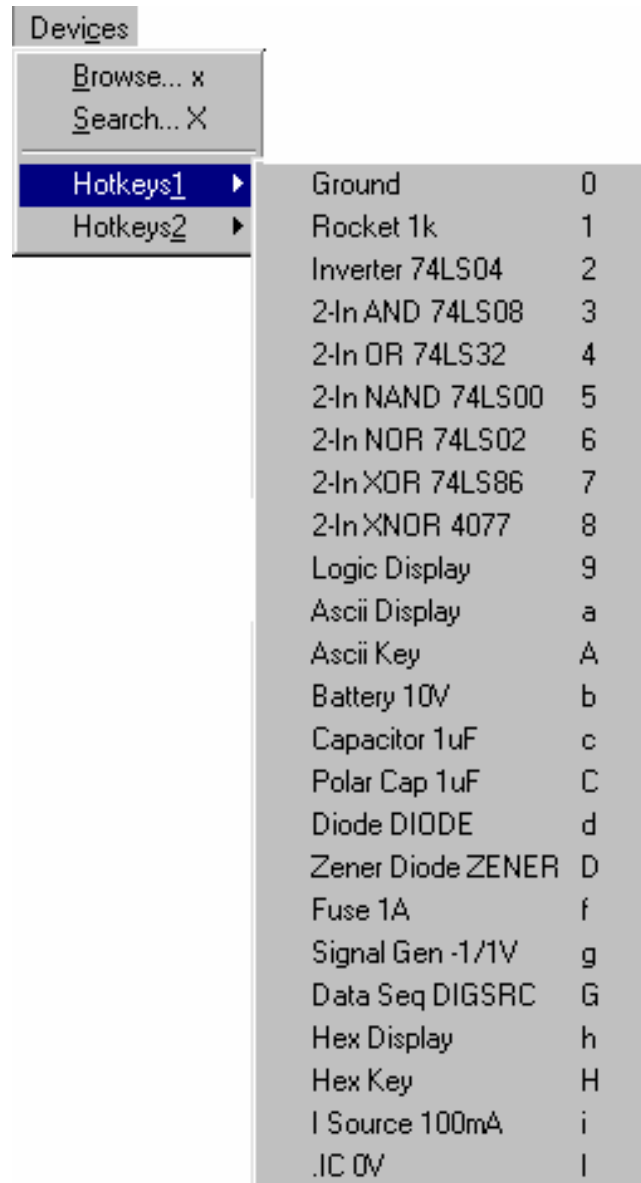 Devices
Browse... x
Search... X
Hotkeys1
Hotkeys2
Ground 0
Rocket 1k 1
Inverter 74LS04 2
2-In AND 74LS08 3
2-In OR 74LS32 4
2-In NAND 74LS00 5
2-In NOR 74LS02 6
2-In XOR 74LS86 7
2-In XNOR 4077 8
Logic Display 9
Ascii Display a
Ascii Key A
Battery 10V b
Capacitor 1uF c
Polar Cap 1uF C
Diode DIODE d
Zener Diode ZENER D
Fuse 1A f
Signal Gen -1/1V g
Data Seq DIGSRC G
Hex Display h
Hex Key H
I Source 100mA i
.IC 0V I